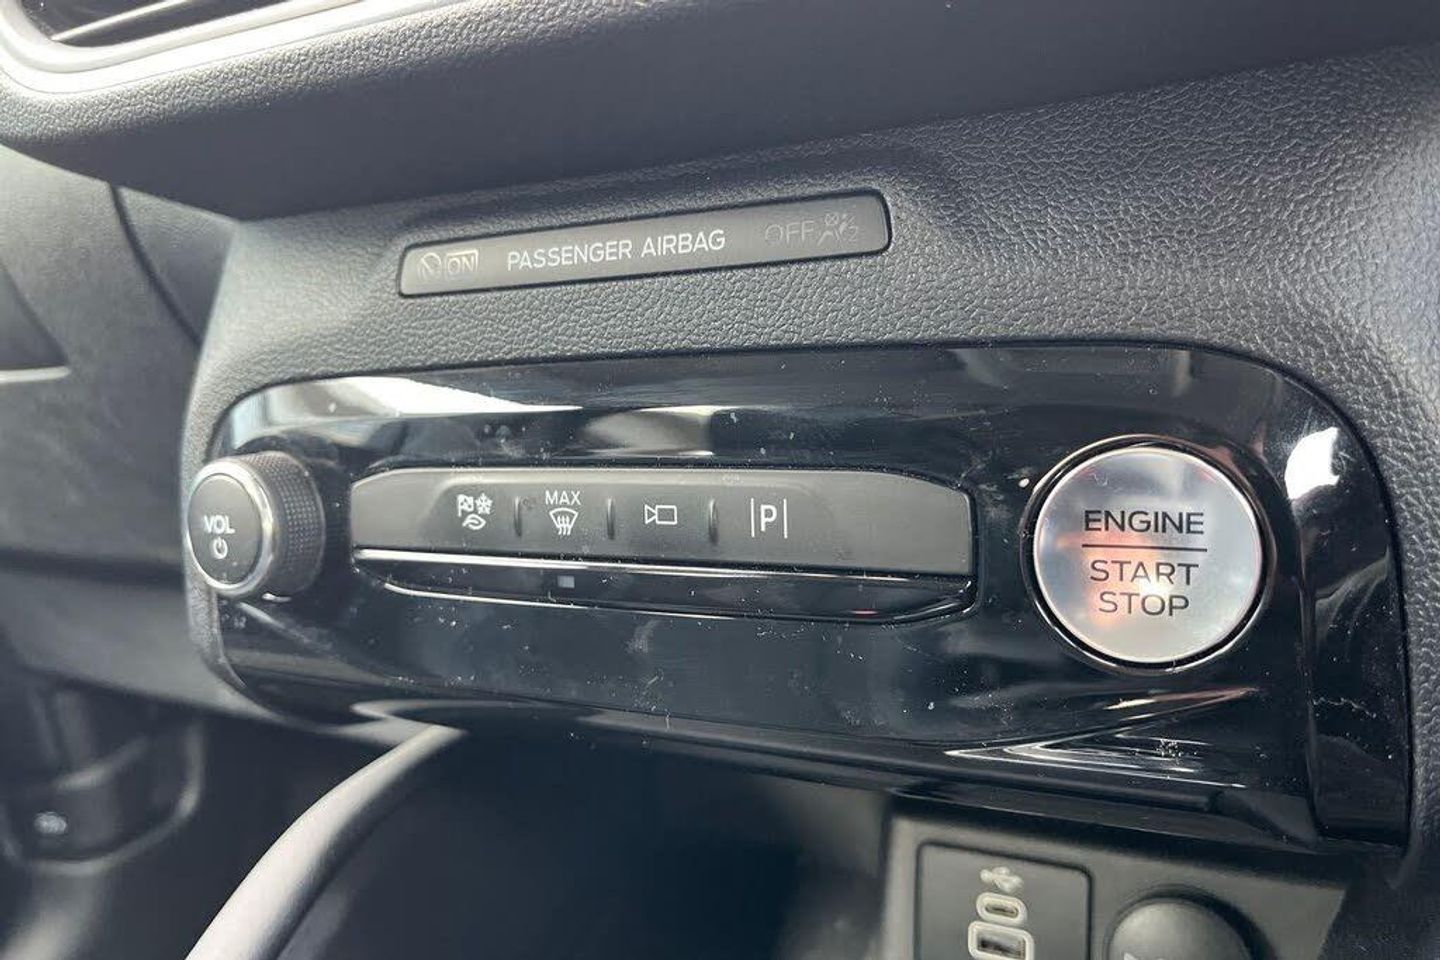 ON PASSENGER AIRBAG OFF
VOL
MAX
P
ENGINE
START
STOP